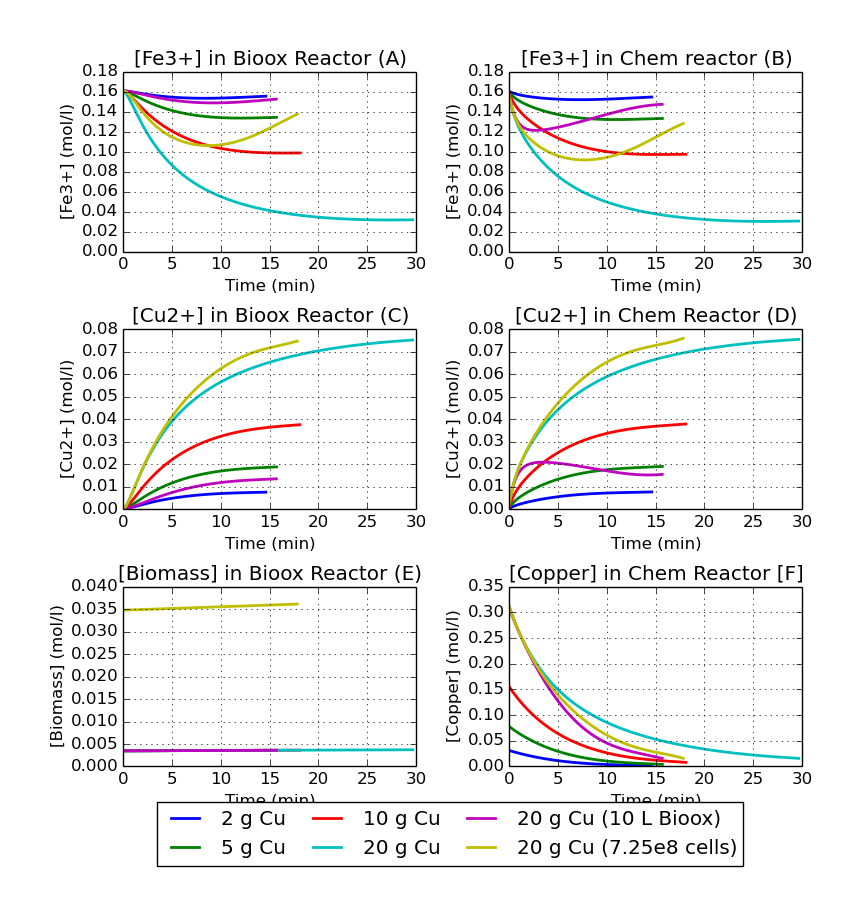 [Fe3+] in Bioox Reactor (A)
[Fe3+] (mol/l)
0.18
0.16
0.14
0.12
0.10
0.08
0.06
0.04
0.02
0.00
0 5 10 15 20 25 30
Time (min)
[Fe3+] in Chem reactor (B)
[Fe3+] (mol/l)
0.18
0.16
0.14
0.12
0.10
0.08
0.06
0.04
0.02
0.00
0 5 10 15 20 25 30
Time (min)
[Cu2+] in Bioox Reactor (C)
[Cu2+] (mol/l)
0.08
0.07
0.06
0.05
0.04
0.03
0.02
0.01
0.00
0 5 10 15 20 25 30
Time (min)
[Cu2+] in Chem Reactor (D)
[Cu2+] (mol/l)
0.08
0.07
0.06
0.05
0.04
0.03
0.02
0.01
0.00
0 5 10 15 20 25 30
Time (min)
[Biomass] in Bioox Reactor (E)
[Biomass] (mol/l)
0.040
0.035
0.030
0.025
0.020
0.015
0.010
0.005
0.000
0 5 10 15 20 25 30
Time (min)
[Copper] in Chem Reactor [F]
[Copper] (mol/l)
0.35
0.30
0.25
0.20
0.15
0.10
0.05
0.00
0 5 10 15 20 25 30
Time (min)
2 g Cu 10 g Cu 20 g Cu (10 L Bioox)
5 g Cu 20 g Cu 20 g Cu (7.25e8 cells)